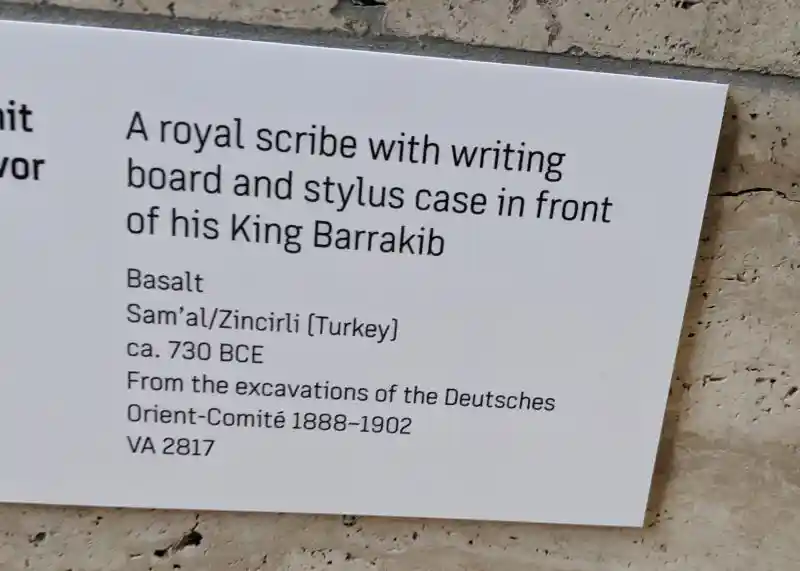 A royal scribe with writing
board and stylus case in front
of his King Barrakib
Basalt
Sam'al/Zincirli (Turkey)
ca. 730 BCE
From the excavations of the Deutsches
Orient-Comité 1888–1902
VA 2817